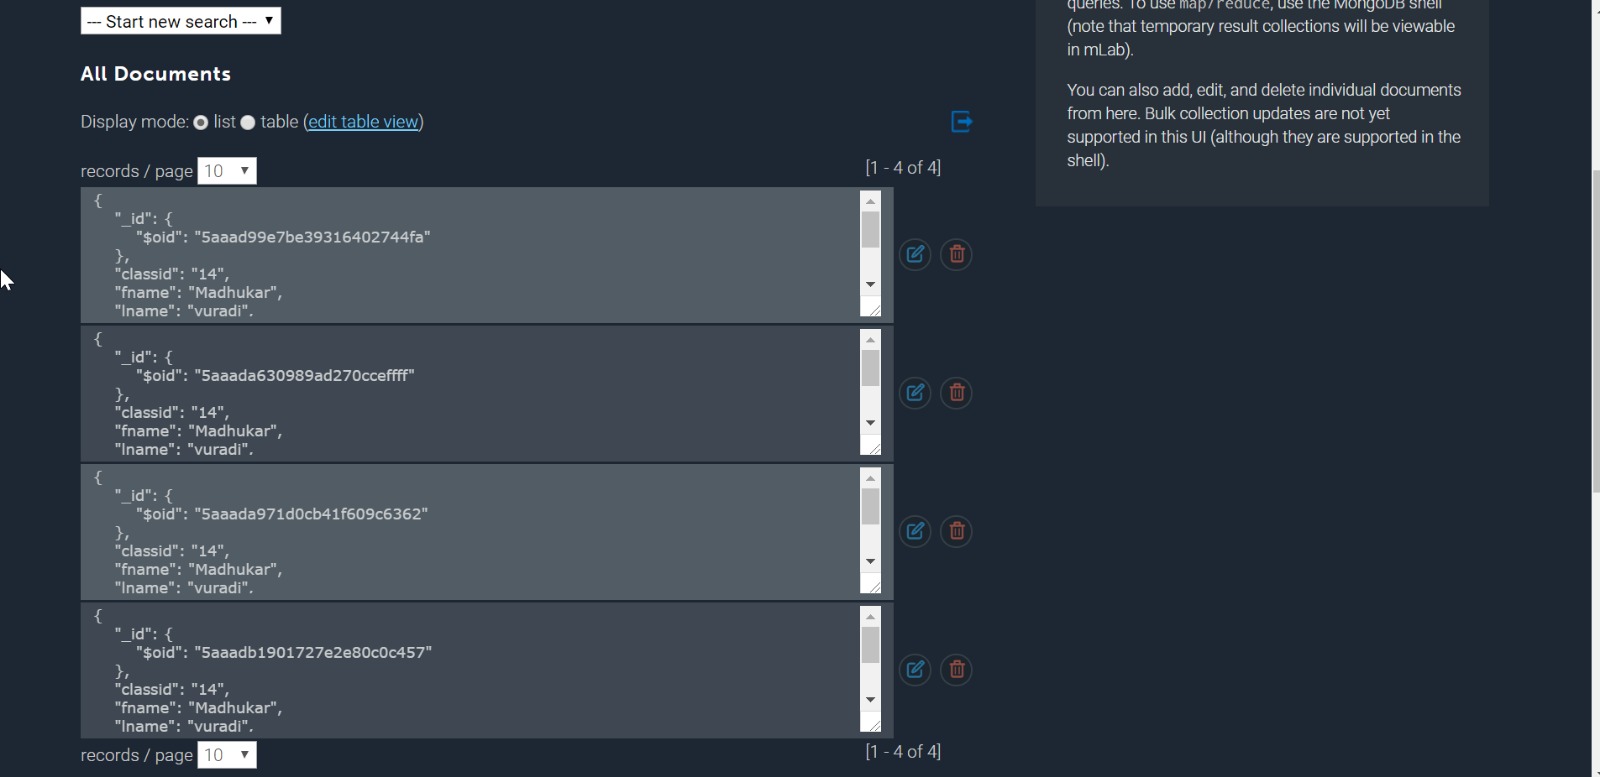 --- Start new search ---
All Documents
Display mode: list table (edit table view)
records / page 10
[1 - 4 of 4]
{
"_id": {
"$oid": "5aaad99e7be39316402744fa"
},
"classid": "14",
"fname": "Madhukar",
"lname": "vuradi",
{
"_id": {
"$oid": "5aaada630989ad270cceffff"
},
"classid": "14",
"fname": "Madhukar",
"lname": "vuradi",
{
"_id": {
"$oid": "5aaada971d0cb41f609c6362"
},
"classid": "14",
"fname": "Madhukar",
"lname": "vuradi",
{
"_id": {
"$oid": "5aaadb1901727e2e80c0c457"
},
"classid": "14",
"fname": "Madhukar",
"lname": "vuradi",
records / page 10
[1 - 4 of 4]
queries. To use map/reduce, use the MongoDB shell
(note that temporary result collections will be viewable
in mLab).
You can also add, edit, and delete individual documents
from here. Bulk collection updates are not yet
supported in this UI (although they are supported in the
shell).